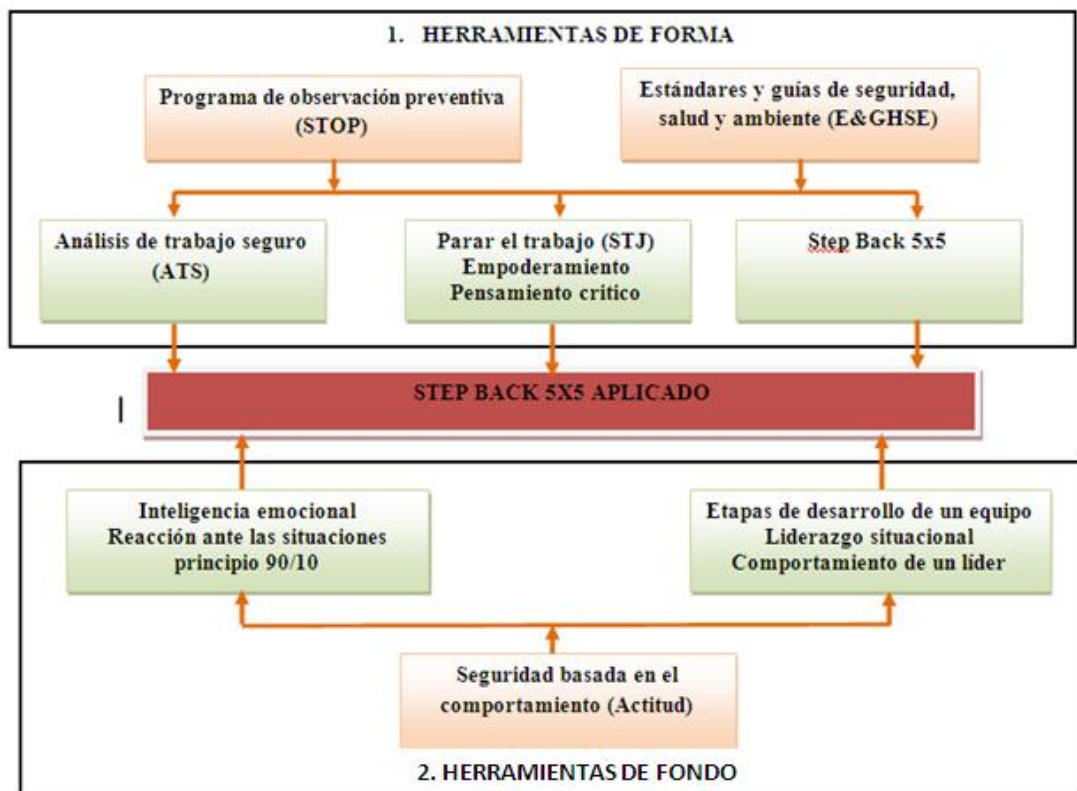 1. HERRAMIENTAS DE FORMA
Programa de observación preventiva
(STOP)
Estándares y guías de seguridad,
salud y ambiente (E&GHSE)
Análisis de trabajo seguro
(ATS)
Parar el trabajo (STJ)
Empoderamiento
Pensamiento critico
Step Back 5x5
STEP BACK 5X5 APLICADO
Inteligencia emocional
Reacción ante las situaciones
principio 90/10
Etapas de desarrollo de un equipo
Liderazgo situacional
Comportamiento de un líder
Seguridad basada en el
comportamiento (Actitud)
2. HERRAMIENTAS DE FONDO